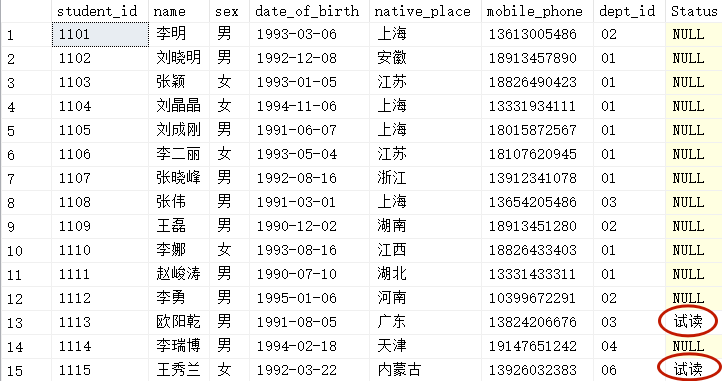 student_id name sex date_of_birth native_place mobile_phone dept_id Status
1 1101 李明 男 1993-03-06 上海 13613005486 02 NULL
2 1102 刘晓明 男 1992-12-08 安徽 18913457890 01 NULL
3 1103 张颖 女 1993-01-05 江苏 18826490423 01 NULL
4 1104 刘晶晶 女 1994-11-06 上海 13331934111 01 NULL
5 1105 刘成刚 男 1991-06-07 上海 18015872567 01 NULL
6 1106 李二丽 女 1993-05-04 江苏 18107620945 01 NULL
7 1107 张晓峰 男 1992-08-16 浙江 13912341078 01 NULL
8 1108 张伟 男 1991-03-01 上海 13654205486 03 NULL
9 1109 王磊 男 1990-12-02 湖南 18913451280 02 NULL
10 1110 李娜 女 1993-08-16 江西 18826433403 01 NULL
11 1111 赵峻涛 男 1990-07-10 湖北 13331433311 01 NULL
12 1112 李勇 男 1995-01-06 河南 10399672291 02 NULL
13 1113 欧阳乾 男 1991-08-05 广东 13824206676 03 试读
14 1114 李瑞博 男 1994-02-18 天津 19147651242 04 NULL
15 1115 王秀兰 女 1992-03-22 内蒙古 13926032383 06 试读